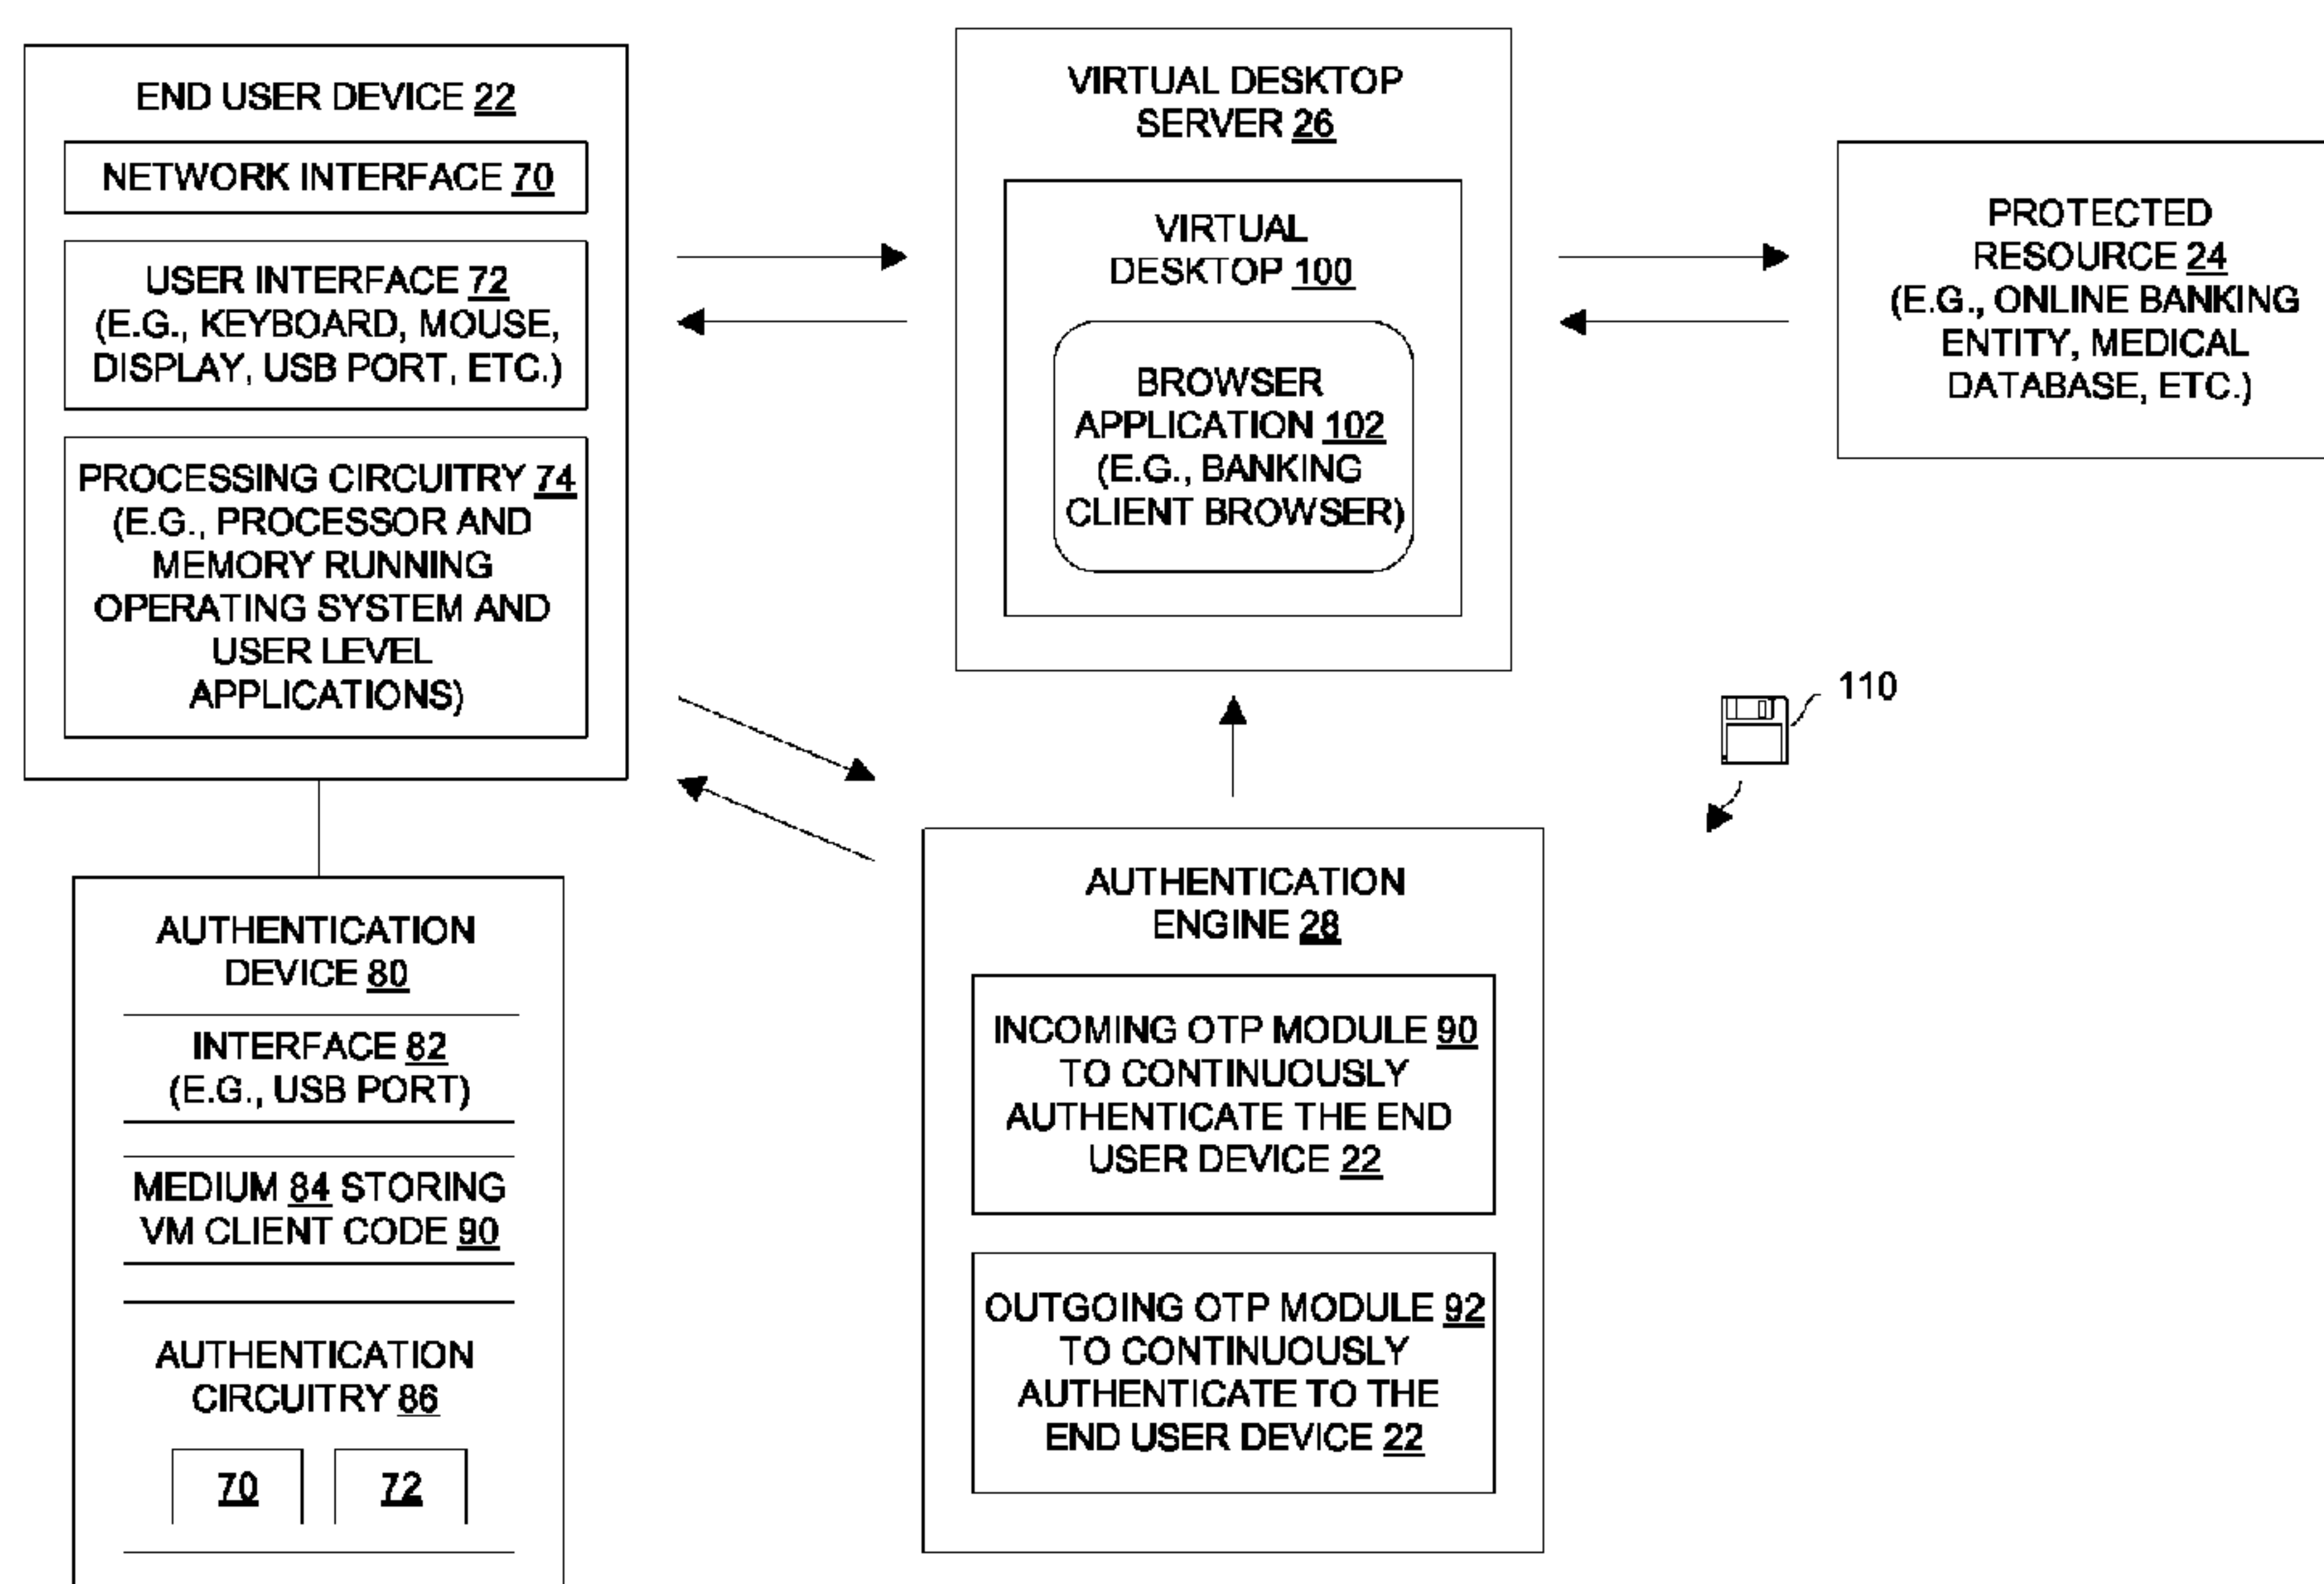 END USER DEVICE 22
NETWORK INTERFACE 70
USER INTERFACE 72
(E.G., KEYBOARD, MOUSE,
DISPLAY, USB PORT, ETC.)
PROCESSING CIRCUITRY 74
(E.G., PROCESSOR AND
MEMORY RUNNING
OPERATING SYSTEM AND
USER LEVEL
APPLICATIONS)
VIRTUAL DESKTOP
SERVER 26
VIRTUAL
DESKTOP 100
BROWSER
APPLICATION 102
(E.G., BANKING
CLIENT BROWSER)
PROTECTED
RESOURCE 24
(E.G., ONLINE BANKING
ENTITY, MEDICAL
DATABASE, ETC.)
110
AUTHENTICATION
DEVICE 80
INTERFACE 82
(E.G., USB PORT)
MEDIUM 84 STORING
VM CLIENT CODE 90
AUTHENTICATION
CIRCUITRY 86
70
72
AUTHENTICATION
ENGINE 28
INCOMING OTP MODULE 90
TO CONTINUOUSLY
AUTHENTICATE THE END
USER DEVICE 22
OUTGOING OTP MODULE 92
TO CONTINUOUSLY
AUTHENTICATE TO THE
END USER DEVICE 22